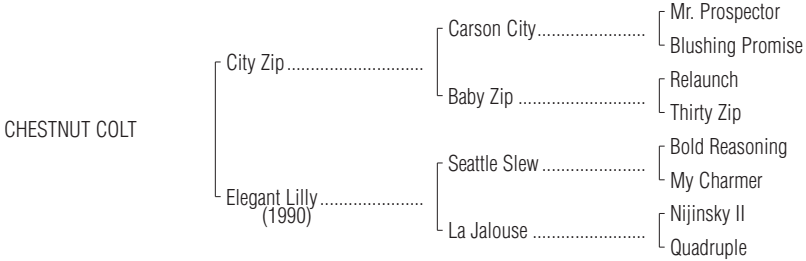 Mr. Prospector
Carson City
Blushing Promise
City Zip
Relaunch
Baby Zip
Thirty Zip
CHESTNUT COLT
Bold Reasoning
Seattle Slew
My Charmer
Elegant Lilly
(1990)
Nijinsky II
La Jalouse
Quadruple